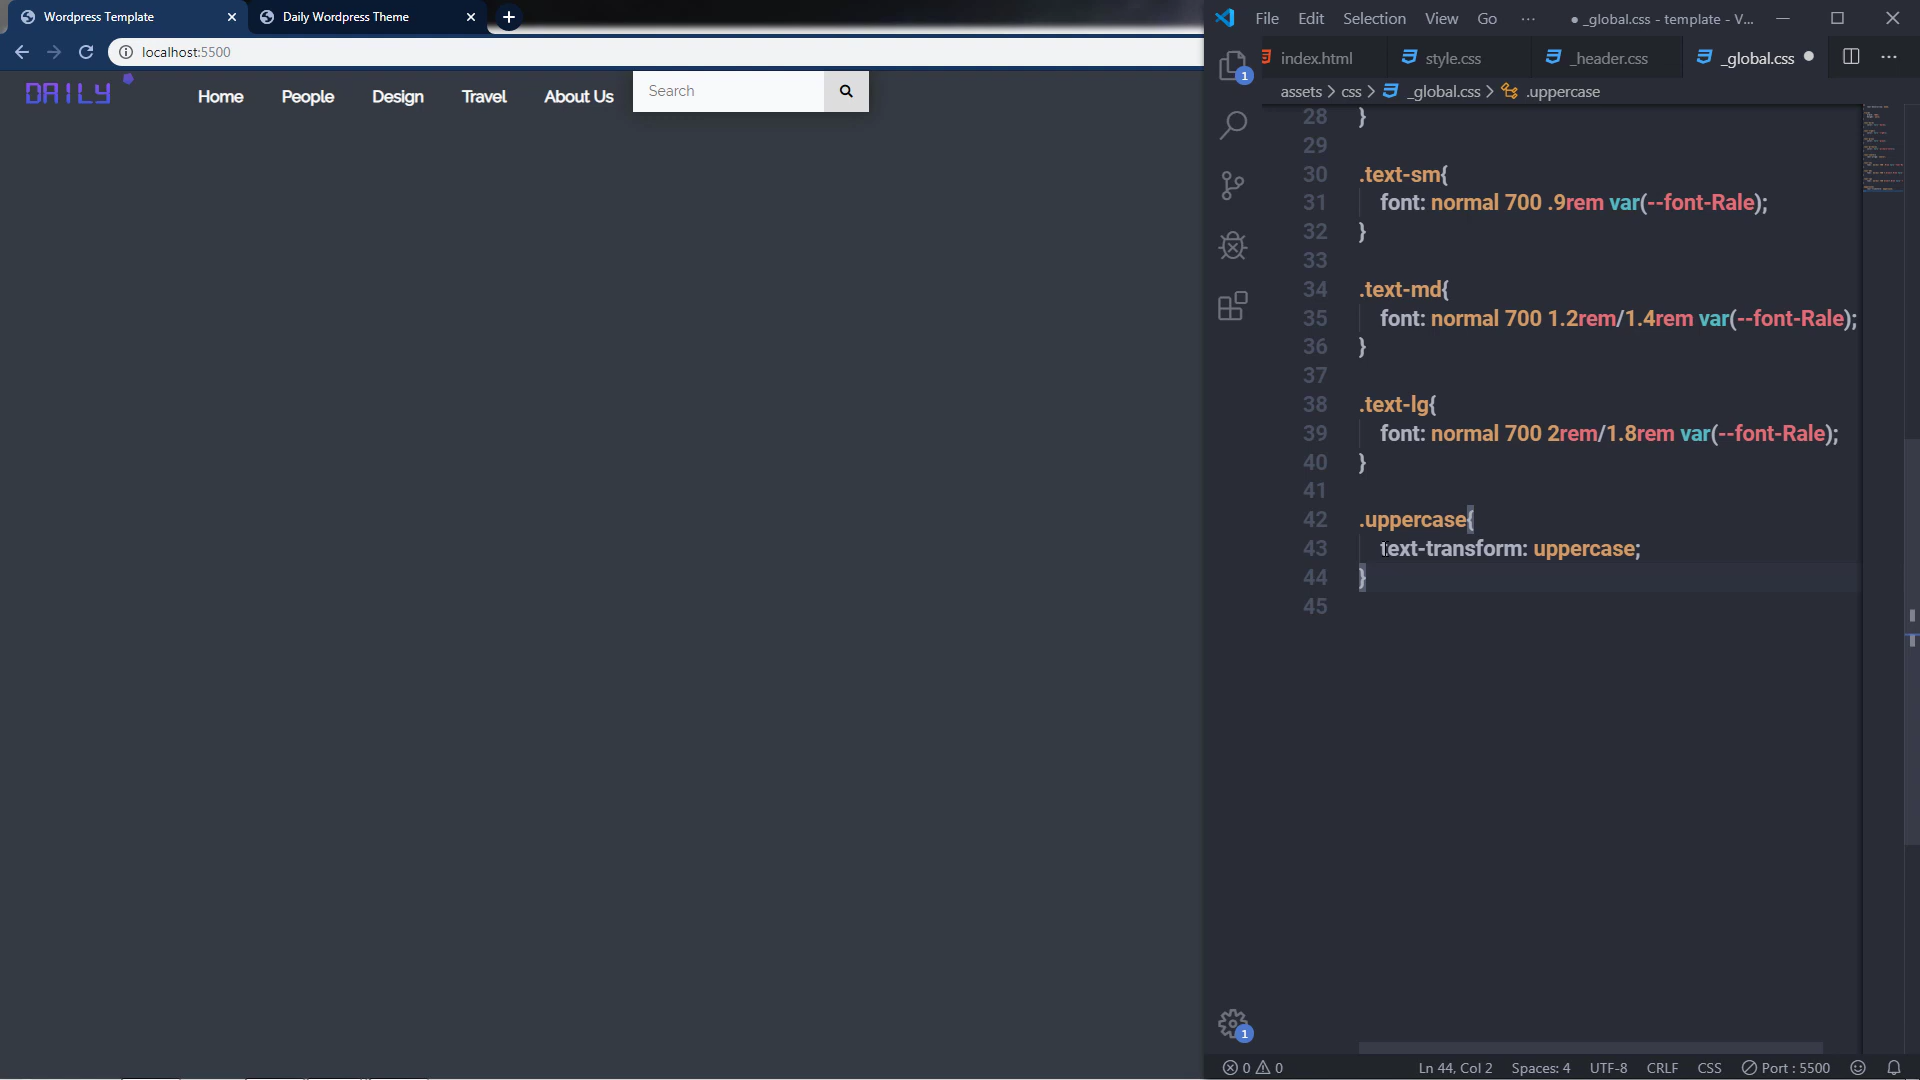 Wordpress Template
Daily Wordpress Theme
localhost:5500
DAILY
Home People Design Travel About Us Search
File Edit Selection View Go ··· ● _global.css - template - V...
index.html style.css _header.css _global.css
assets > css > _global.css > .uppercase
28 }
29
30 .text-sm{
31 font: normal 700 .9rem var(--font-Rale);
32 }
33
34 .text-md{
35 font: normal 700 1.2rem/1.4rem var(--font-Rale);
36 }
37
38 .text-lg{
39 font: normal 700 2rem/1.8rem var(--font-Rale);
40 }
41
42 .uppercase{
43 text-transform: uppercase;
44 }
45
1
1
0 0 Ln 44, Col 2 Spaces: 4 UTF-8 CRLF CSS Port : 5500